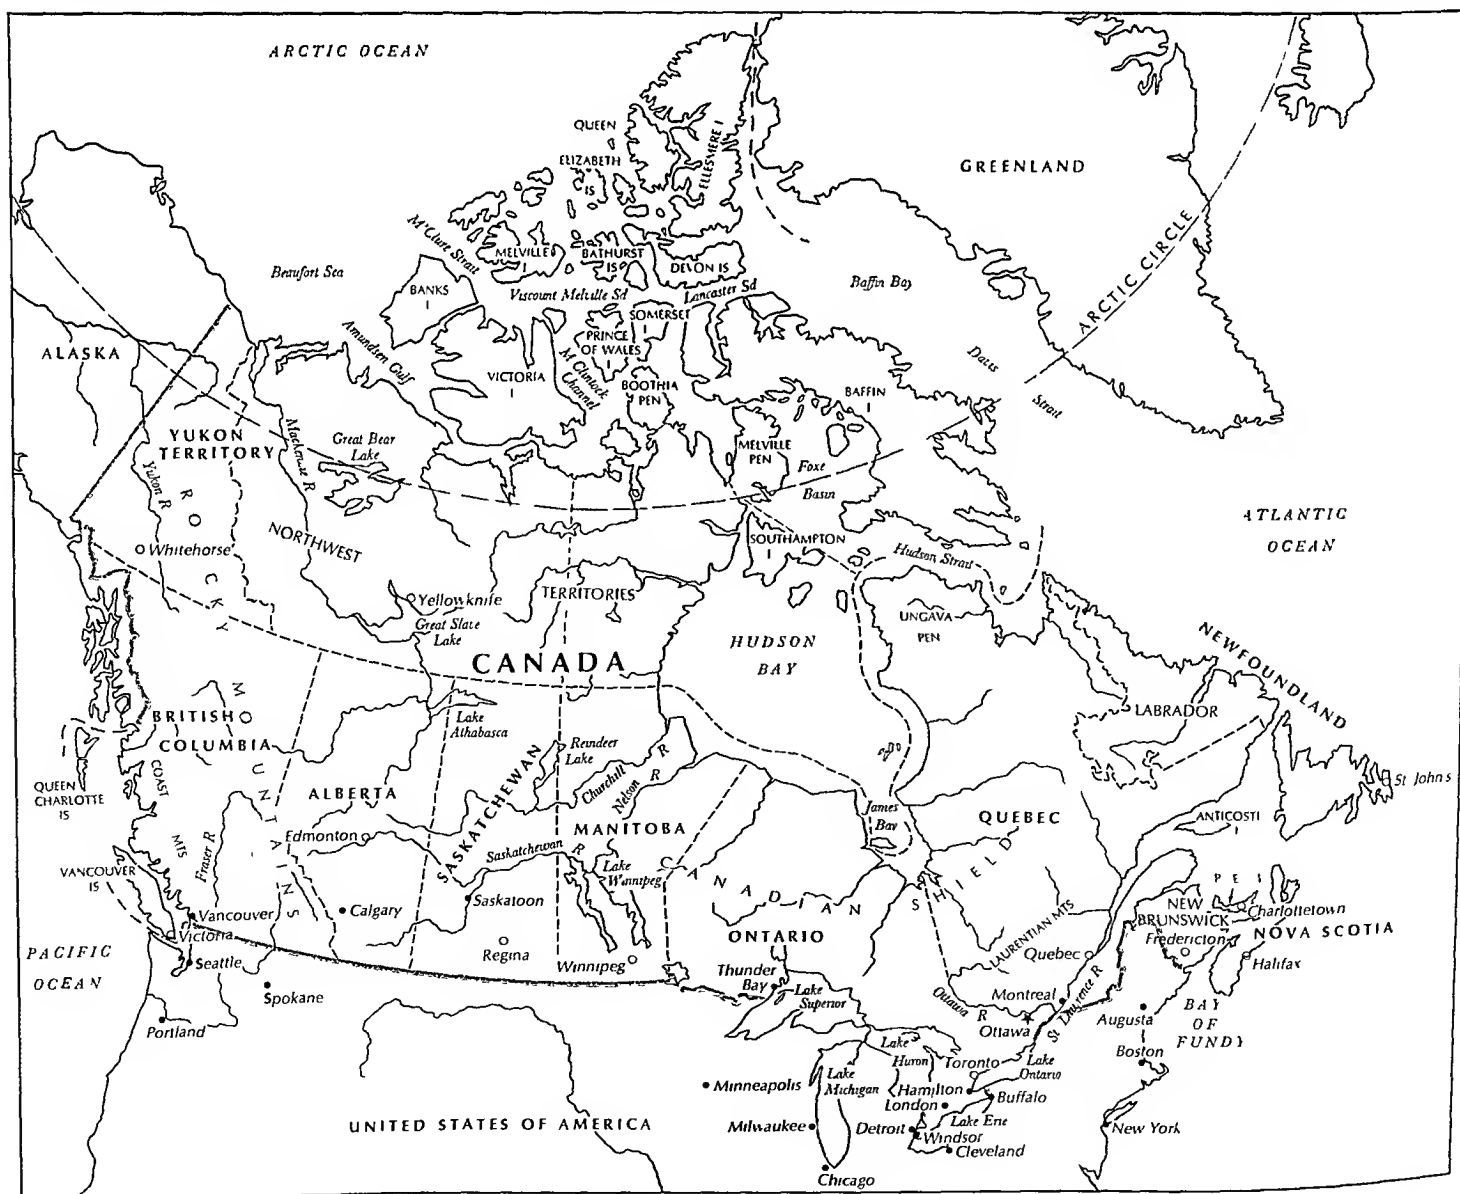 ARCTIC OCEAN
QUEEN
ELIZABETH
IS
ELLESMERE I
GREENLAND
ARCTIC CIRCLE
M'Clure Strait
MELVILLE
I
BATHURST
IS
DEVON IS
Beaufort Sea
BANKS
I
Viscount Melville Sd
Lancaster Sd
Baffin Bay
SOMERSET
I
PRINCE
OF WALES
I
ALASKA
Amundsen Gulf
VICTORIA
I
M'Clintock
Channel
BOOTHIA
PEN
BAFFIN
I
Davis
Strait
YUKON
TERRITORY
Yukon R
Mackenzie R
Great Bear
Lake
MELVILLE
PEN
Foxe
Basin
ATLANTIC
OCEAN
ROCKY
MOUNTAINS
Whitehorse
NORTHWEST
TERRITORIES
SOUTHAMPTON
I
Hudson Strait
Yellowknife
Great Slave
Lake
UNGAVA
PEN
HUDSON
BAY
CANADA
NEWFOUNDLAND
LABRADOR
BRITISH
COLUMBIA
Lake
Athabasca
Reindeer
Lake
QUEEN
CHARLOTTE
IS
COAST
MTS
Fraser R
ALBERTA
SASKATCHEWAN
Churchill R
Nelson R
James
Bay
QUEBEC
St John's
ANTICOSTI
I
Edmonton
Saskatchewan R
MANITOBA
Lake
Winnipeg
CANADIAN
SHIELD
VANCOUVER
IS
PEI
Vancouver
Calgary
Saskatoon
NEW
BRUNSWICK
Charlottetown
Victoria
Regina
ONTARIO
LAURENTIAN MTS
Fredericton
NOVA SCOTIA
PACIFIC
OCEAN
Seattle
Winnipeg
Quebec
Halifax
Spokane
Thunder
Bay
Lake
Superior
Ottawa R
Montreal
St Lawrence R
Portland
Ottawa
Augusta
BAY
OF
FUNDY
Lake
Huron
Toronto
Lake
Ontario
Boston
Minneapolis
Lake
Michigan
Hamilton
London
Buffalo
UNITED STATES OF AMERICA
Milwaukee
Detroit
Lake Erie
Windsor
Cleveland
New York
Chicago